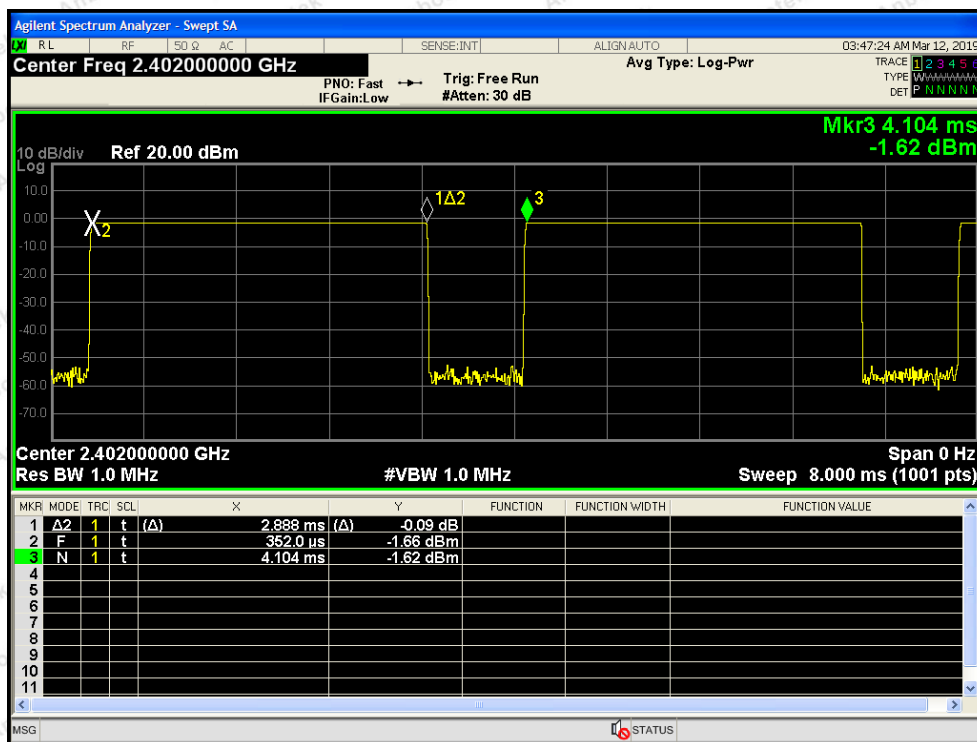 Agilent Spectrum Analyzer - Swept SA
LXI RL RF 50 Ω AC SENSE:INT ALIGN AUTO 03:47:24 AM Mar 12, 2019
Center Freq 2.402000000 GHz Avg Type: Log-Pwr TRACE 1 2 3 4 5 6
PNO: Fast Trig: Free Run TYPE
IFGain:Low #Atten: 30 dB DET P N N N N N
Mkr3 4.104 ms
10 dB/div Ref 20.00 dBm -1.62 dBm
Log
10.0
1Δ2 3
0.00
2
-10.0
-20.0
-30.0
-40.0
-50.0
-60.0
-70.0
Center 2.402000000 GHz Span 0 Hz
Res BW 1.0 MHz #VBW 1.0 MHz Sweep 8.000 ms (1001 pts)
MKR MODE TRC SCL X Y FUNCTION FUNCTION WIDTH FUNCTION VALUE
1 Δ2 1 t (Δ) 2.888 ms (Δ) -0.09 dB
2 F 1 t 352.0 µs -1.66 dBm
3 N 1 t 4.104 ms -1.62 dBm
4
5
6
7
8
9
10
11
MSG STATUS